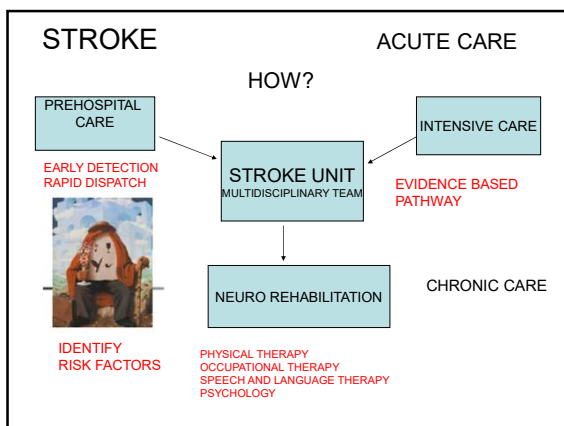 STROKE
ACUTE CARE
HOW?
PREHOSPITAL
CARE
INTENSIVE CARE
STROKE UNIT
MULTIDISCIPLINARY TEAM
EARLY DETECTION
RAPID DISPATCH
EVIDENCE BASED
PATHWAY
NEURO REHABILITATION
CHRONIC CARE
IDENTIFY
RISK FACTORS
PHYSICAL THERAPY
OCCUPATIONAL THERAPY
SPEECH AND LANGUAGE THERAPY
PSYCHOLOGY